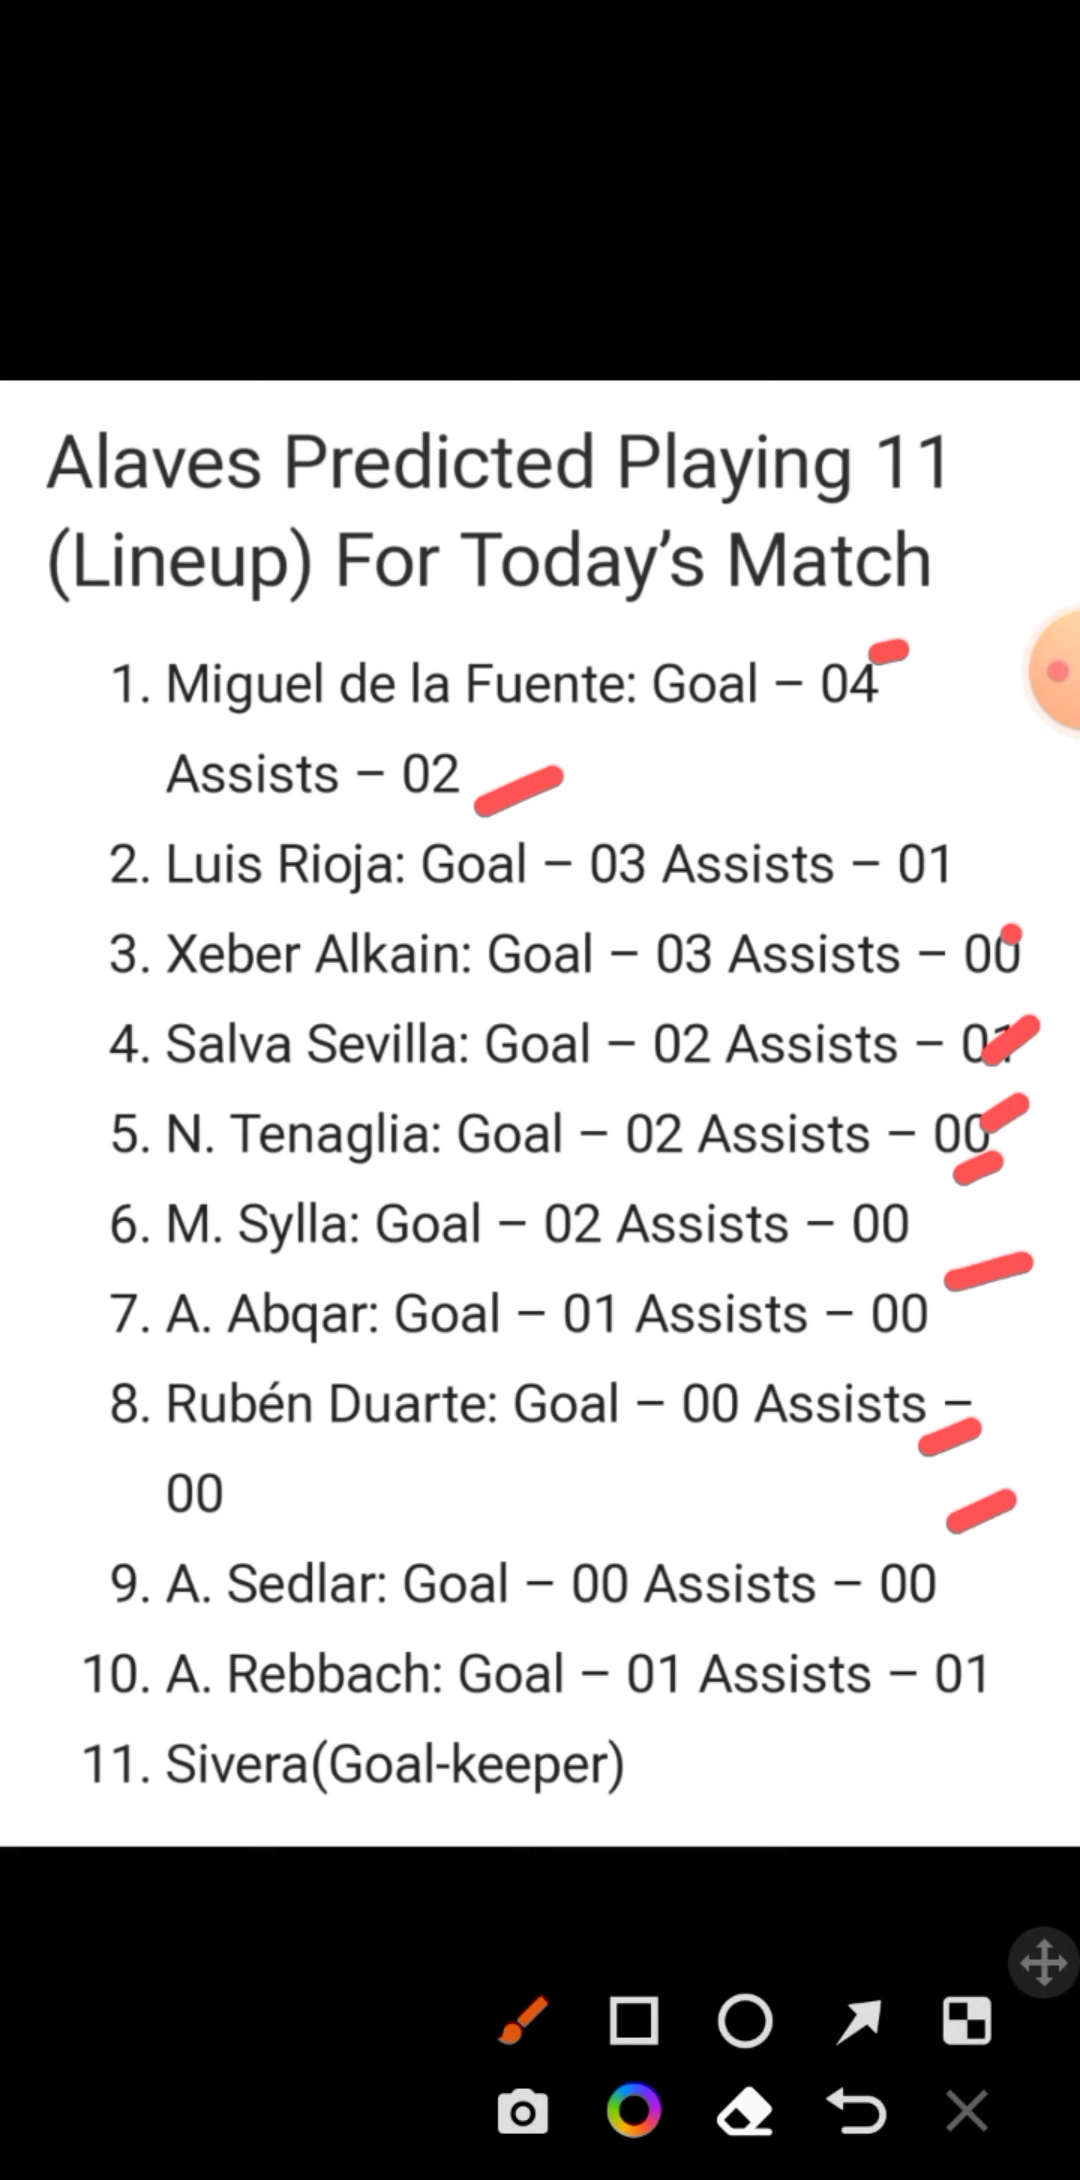 Alaves Predicted Playing 11
(Lineup) For Today’s Match
1. Miguel de la Fuente: Goal – 04
Assists – 02
2. Luis Rioja: Goal – 03 Assists – 01
3. Xeber Alkain: Goal – 03 Assists – 00
4. Salva Sevilla: Goal – 02 Assists – 01
5. N. Tenaglia: Goal – 02 Assists – 00
6. M. Sylla: Goal – 02 Assists – 00
7. A. Abqar: Goal – 01 Assists – 00
8. Rubén Duarte: Goal – 00 Assists –
00
9. A. Sedlar: Goal – 00 Assists – 00
10. A. Rebbach: Goal – 01 Assists – 01
11. Sivera(Goal-keeper)